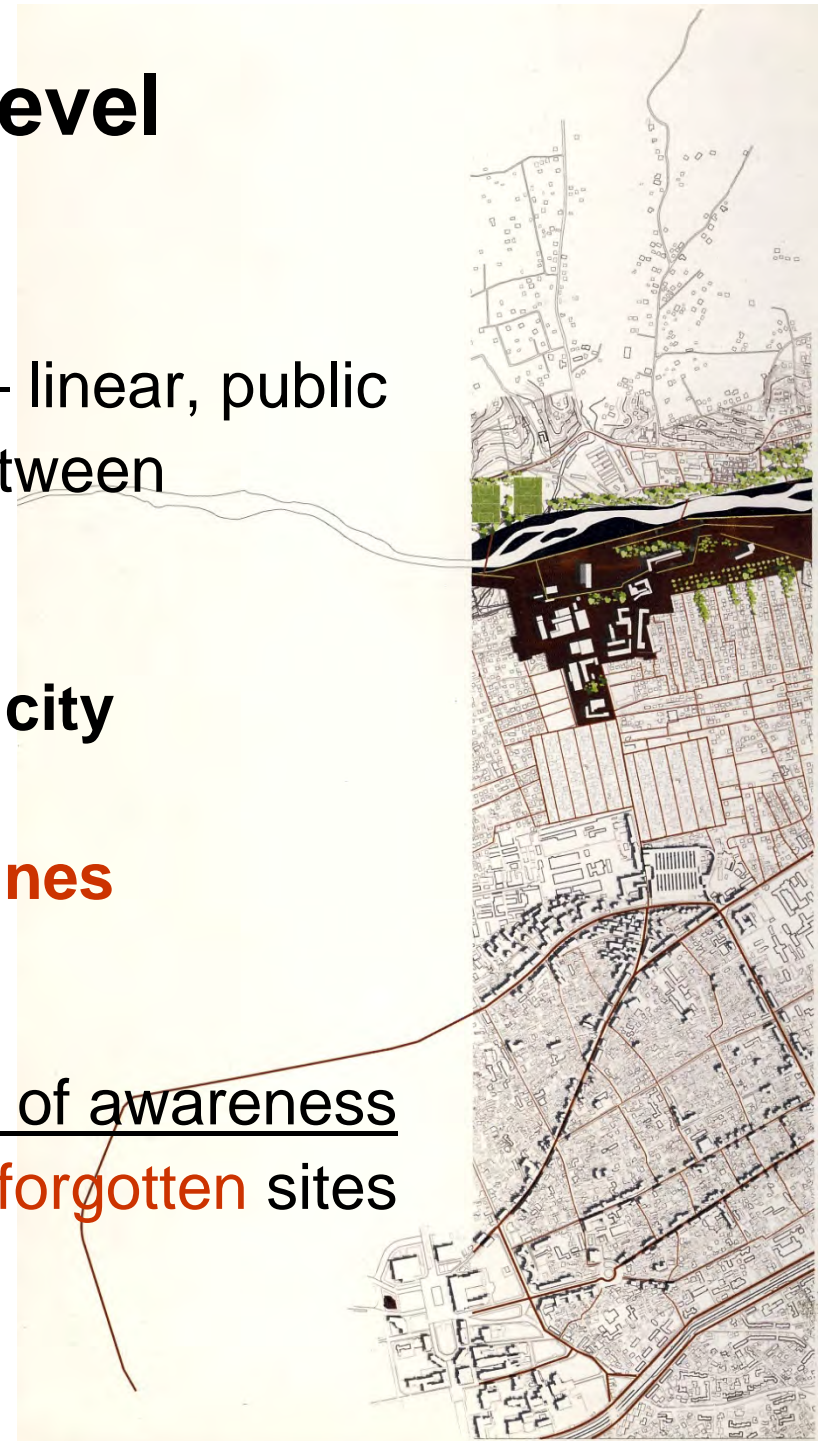 evel
- linear, public
tween
city
nes
of awareness
forgotten sites